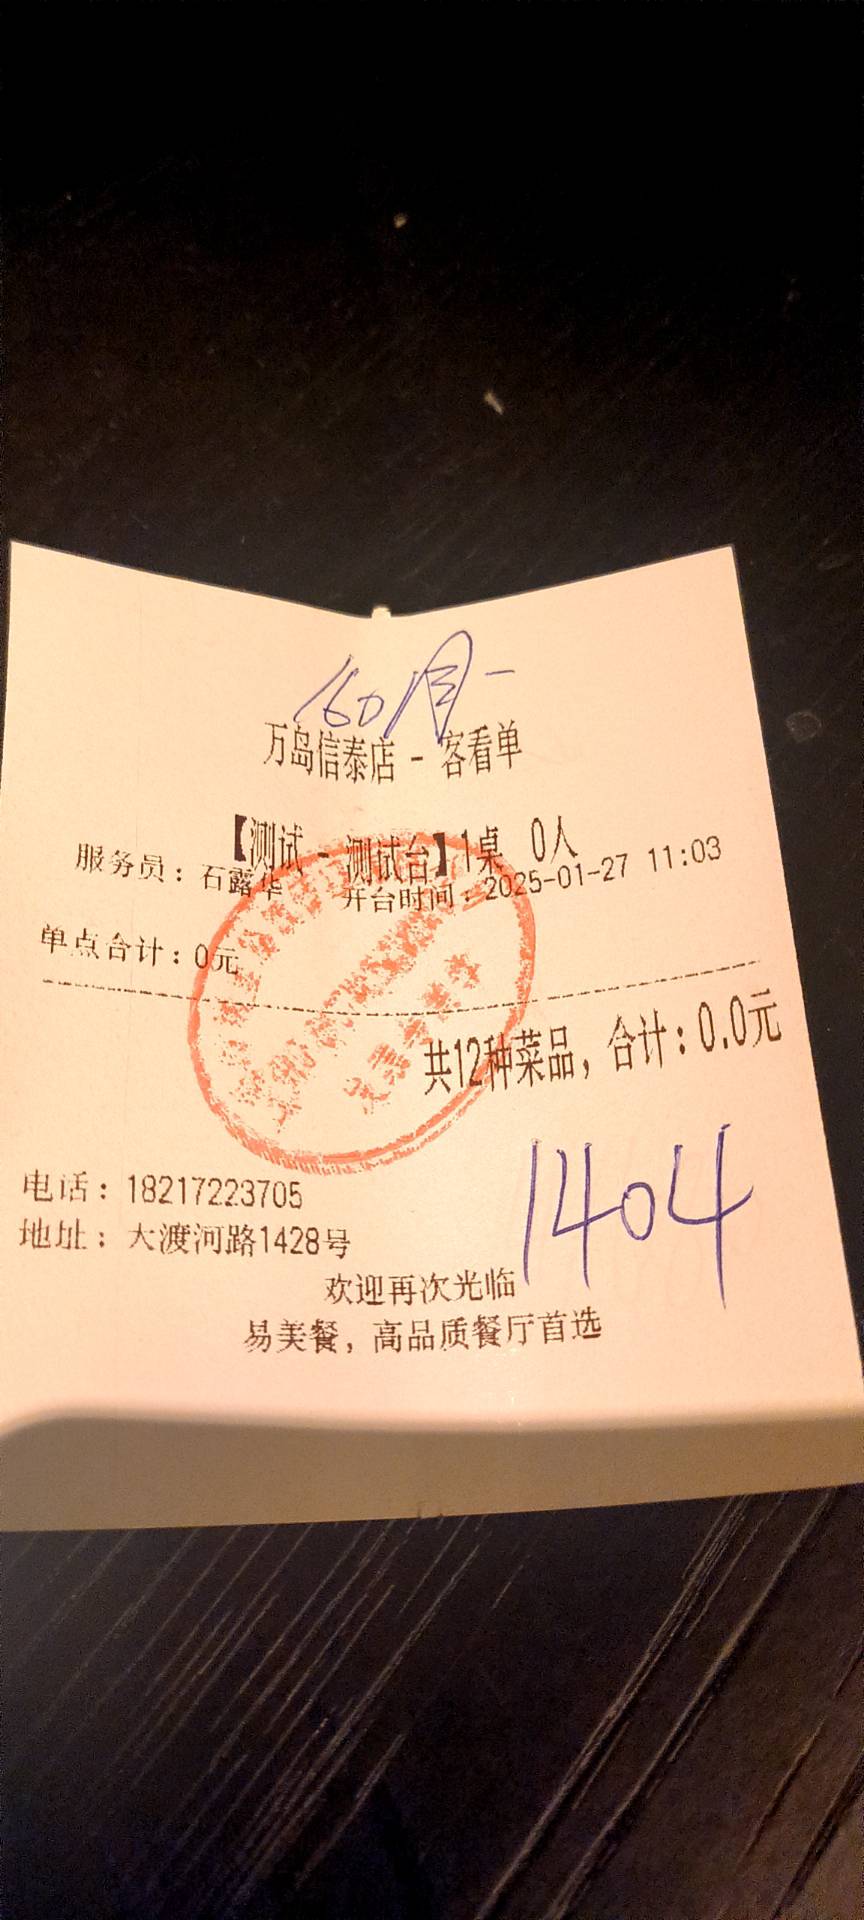 万岛信泰店 - 客看单
【测试 - 测试台】1桌 0人
服务员：石露华 开台时间：2025-01-27 11:03
单点合计：0元
共12种菜品，合计：0.0元
1404
电话：18217223705
地址：大渡河路1428号
欢迎再次光临
易美餐，高品质餐厅首选